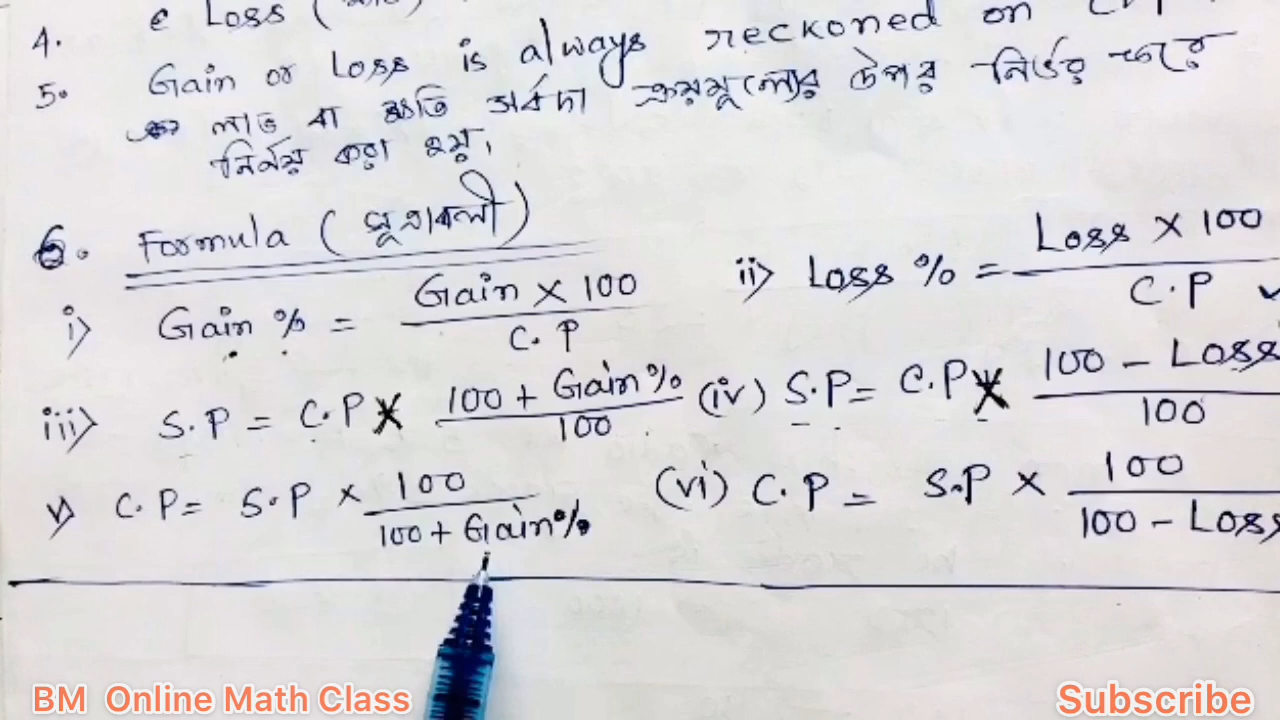 4. e Loss (
5. Gain or Loss is always reckoned on
লাভ বা ক্ষতি সর্বদা ক্রয়মূল্যের উপর নির্ভর করে
নির্ণয় করা হয়।
6. Formula (সূত্রাবলী)
i) Gain % = Gain × 100 / C.P
ii) Loss % = Loss × 100 / C.P ✓
iii) S.P = C.P × 100 + Gain% / 100
(iv) S.P = C.P × 100 - Loss / 100
v) C.P = S.P × 100 / 100 + Gain%
(vi) C.P = S.P × 100 / 100 - Loss
BM Online Math Class
Subscribe